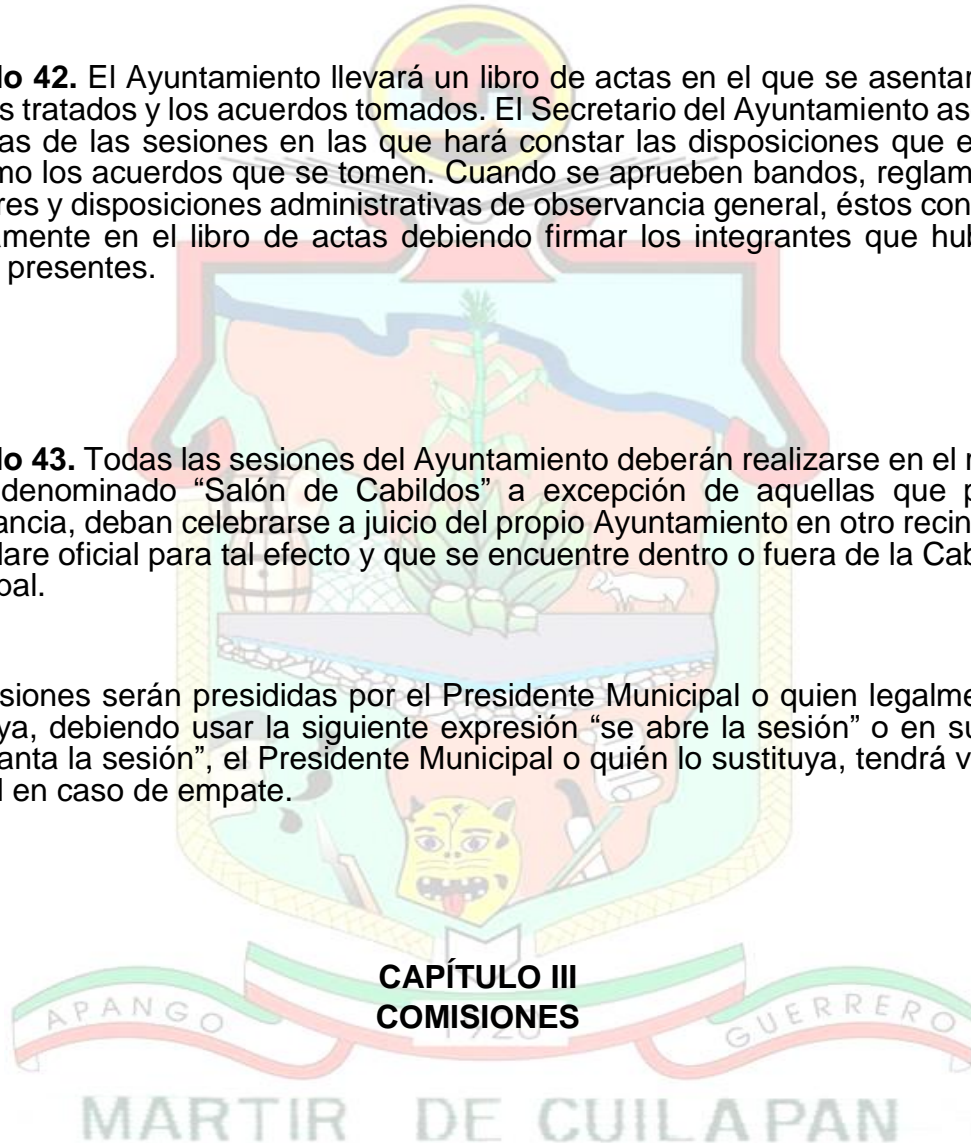 lo 42. El Ayuntamiento llevará un libro de actas en el que se asentar
s tratados y los acuerdos tomados. El Secretario del Ayuntamiento as
as de las sesiones en las que hará constar las disposiciones que e
mo los acuerdos que se tomen. Cuando se aprueben bandos, reglam
res y disposiciones administrativas de observancia general, éstos con
amente en el libro de actas debiendo firmar los integrantes que hub
presentes.
lo 43. Todas las sesiones del Ayuntamiento deberán realizarse en el
denominado “Salón de Cabildos” a excepción de aquellas que p
ancia, deban celebrarse a juicio del propio Ayuntamiento en otro recin
lare oficial para tal efecto y que se encuentre dentro o fuera de la Cab
pal.
siones serán presididas por el Presidente Municipal o quien legalme
ya, debiendo usar la siguiente expresión “se abre la sesión” o en su
anta la sesión”, el Presidente Municipal o quién lo sustituya, tendrá v
l en caso de empate.
CAPÍTULO III
COMISIONES
APANGO GUERRERO
MARTIR DE CUILAPAN